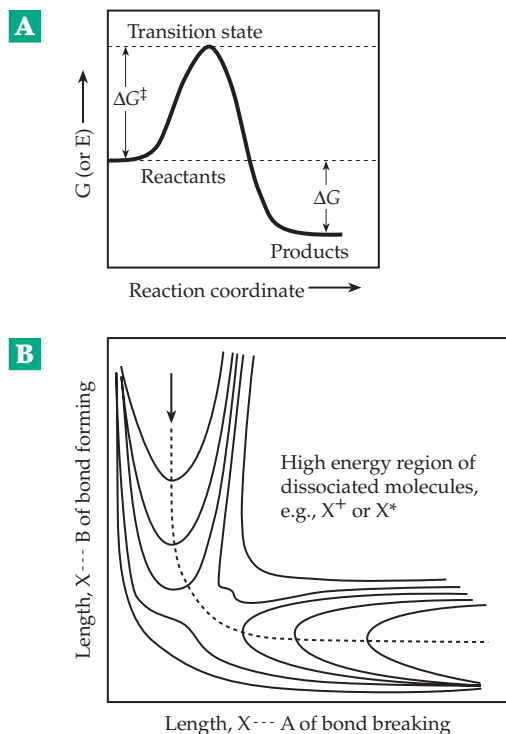 A
Transition state
ΔG‡
G (or E)
Reactants
ΔG
Products
Reaction coordinate
B
Length, X --- B of bond forming
High energy region of
dissociated molecules,
e.g., X+ or X*
Length, X --- A of bond breaking